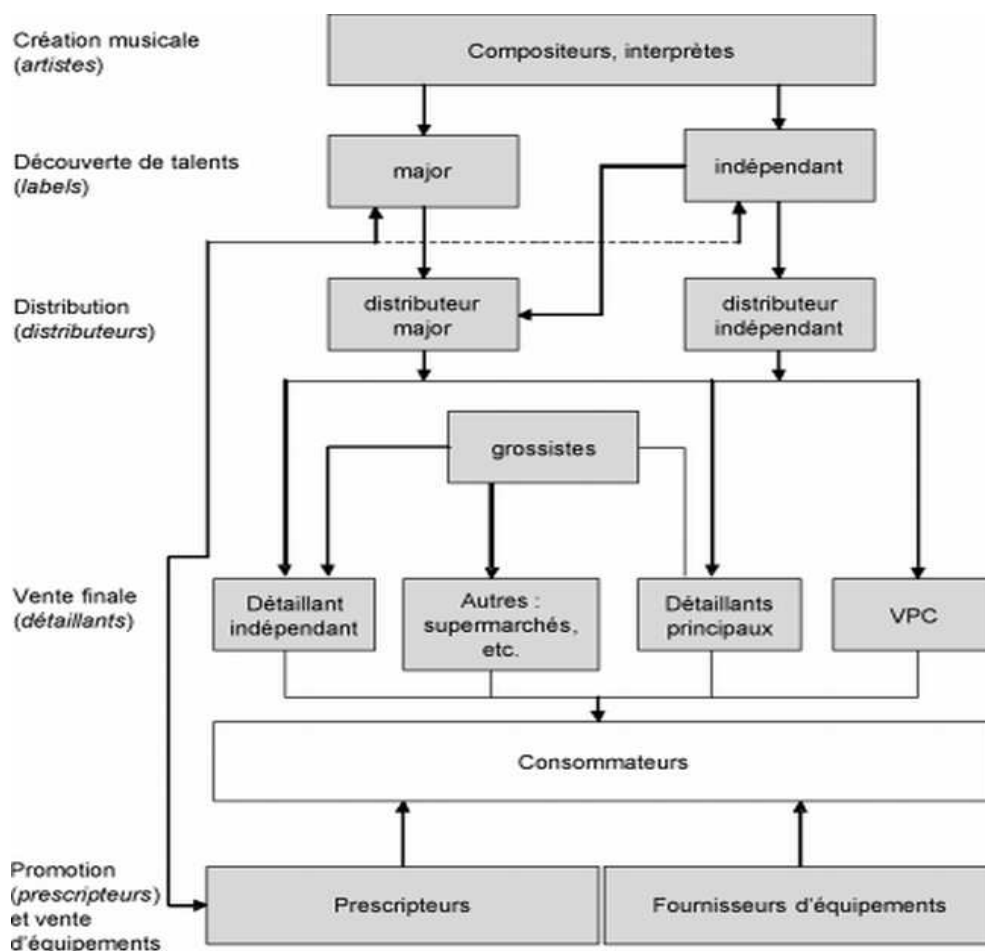 Création musicale
(artistes)
Compositeurs, interprètes
Découverte de talents
(labels)
major
indépendant
Distribution
(distributeurs)
distributeur
major
distributeur
indépendant
grossistes
Vente finale
(détaillants)
Détaillant
indépendant
Autres :
supermarchés,
etc.
Détaillants
principaux
VPC
Consommateurs
Promotion
(prescripteurs)
et vente
d'équipements
Prescripteurs
Fournisseurs d'équipements